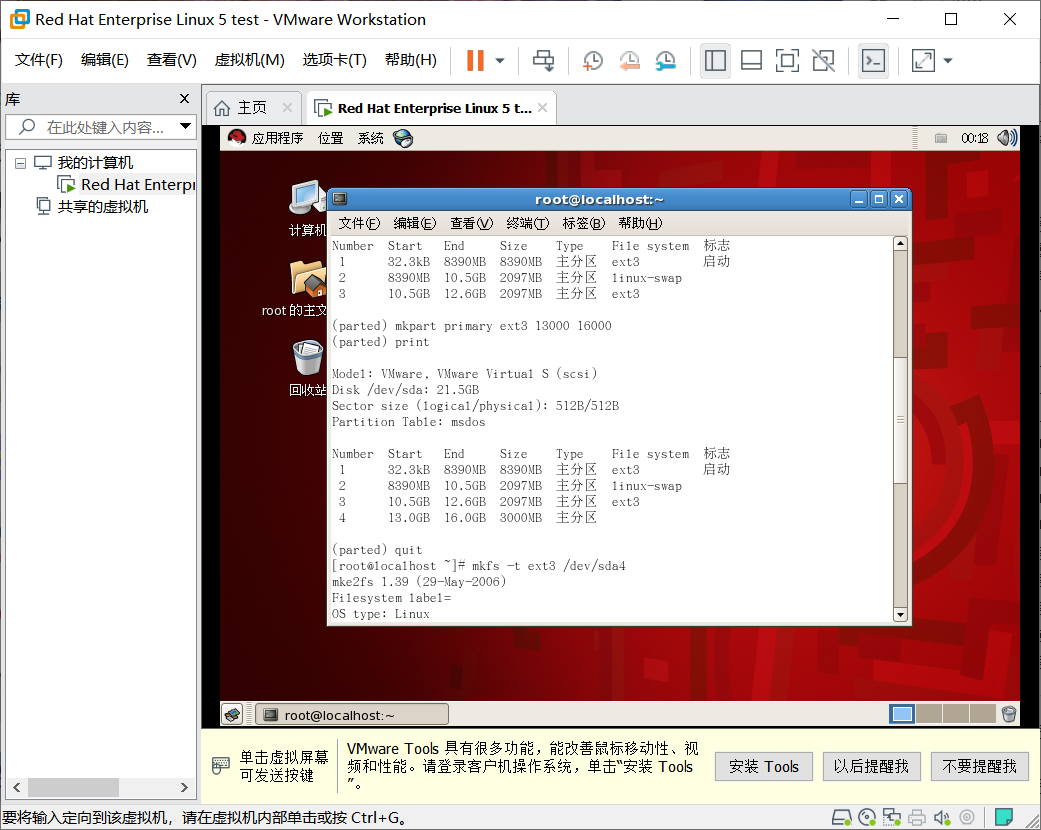 Red Hat Enterprise Linux 5 test - VMware Workstation
文件(F) 编辑(E) 查看(V) 虚拟机(M) 选项卡(T) 帮助(H)
库
在此处键入内容...
我的计算机
Red Hat Enterpr
共享的虚拟机
主页
Red Hat Enterprise Linux 5 t...
应用程序 位置 系统
00:18
计算机
root 的主文
回收站
root@localhost:~
文件(F) 编辑(E) 查看(V) 终端(T) 标签(B) 帮助(H)
Number Start End Size Type File system 标志
1 32.3kB 8390MB 8390MB 主分区 ext3 启动
2 8390MB 10.5GB 2097MB 主分区 linux-swap
3 10.5GB 12.6GB 2097MB 主分区 ext3
(parted) mkpart primary ext3 13000 16000
(parted) print
Model: VMware, VMware Virtual S (scsi)
Disk /dev/sda: 21.5GB
Sector size (logical/physical): 512B/512B
Partition Table: msdos
Number Start End Size Type File system 标志
1 32.3kB 8390MB 8390MB 主分区 ext3 启动
2 8390MB 10.5GB 2097MB 主分区 linux-swap
3 10.5GB 12.6GB 2097MB 主分区 ext3
4 13.0GB 16.0GB 3000MB 主分区
(parted) quit
[root@localhost ~]# mkfs -t ext3 /dev/sda4
mke2fs 1.39 (29-May-2006)
Filesystem label=
OS type: Linux
root@localhost:~
单击虚拟屏幕
可发送按键
VMware Tools 具有很多功能，能改善鼠标移动性、视
频和性能。请登录客户机操作系统，单击“安装 Tools
”。
安装 Tools
以后提醒我
不要提醒我
要将输入定向到该虚拟机，请在虚拟机内部单击或按 Ctrl+G。